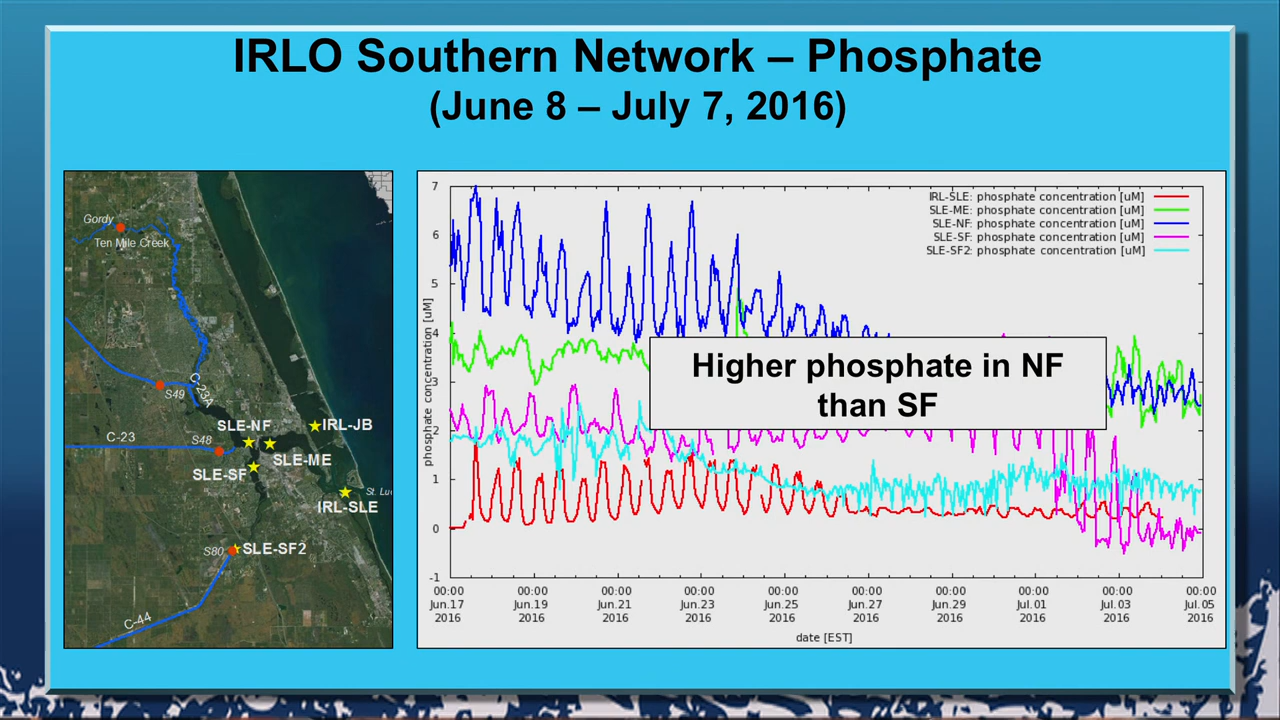 IRLO Southern Network – Phosphate
(June 8 – July 7, 2016)
Gordy
Ten Mile Creek
C-23A
S49
C-23
S48
SLE-NF
IRL-JB
SLE-ME
SLE-SF
St. Lu
IRL-SLE
S80
SLE-SF2
C-44
IRL-SLE: phosphate concentration [uM]
SLE-ME: phosphate concentration [uM]
SLE-NF: phosphate concentration [uM]
SLE-SF: phosphate concentration [uM]
SLE-SF2: phosphate concentration [uM]
7
6
5
4
3
2
1
0
-1
phosphate concentration [uM]
Higher phosphate in NF
than SF
00:00 00:00 00:00 00:00 00:00 00:00 00:00 00:00 00:00 00:00
Jun.17 Jun.19 Jun.21 Jun.23 Jun.25 Jun.27 Jun.29 Jul.01 Jul.03 Jul.05
2016 2016 2016 2016 2016 2016 2016 2016 2016 2016
date [EST]